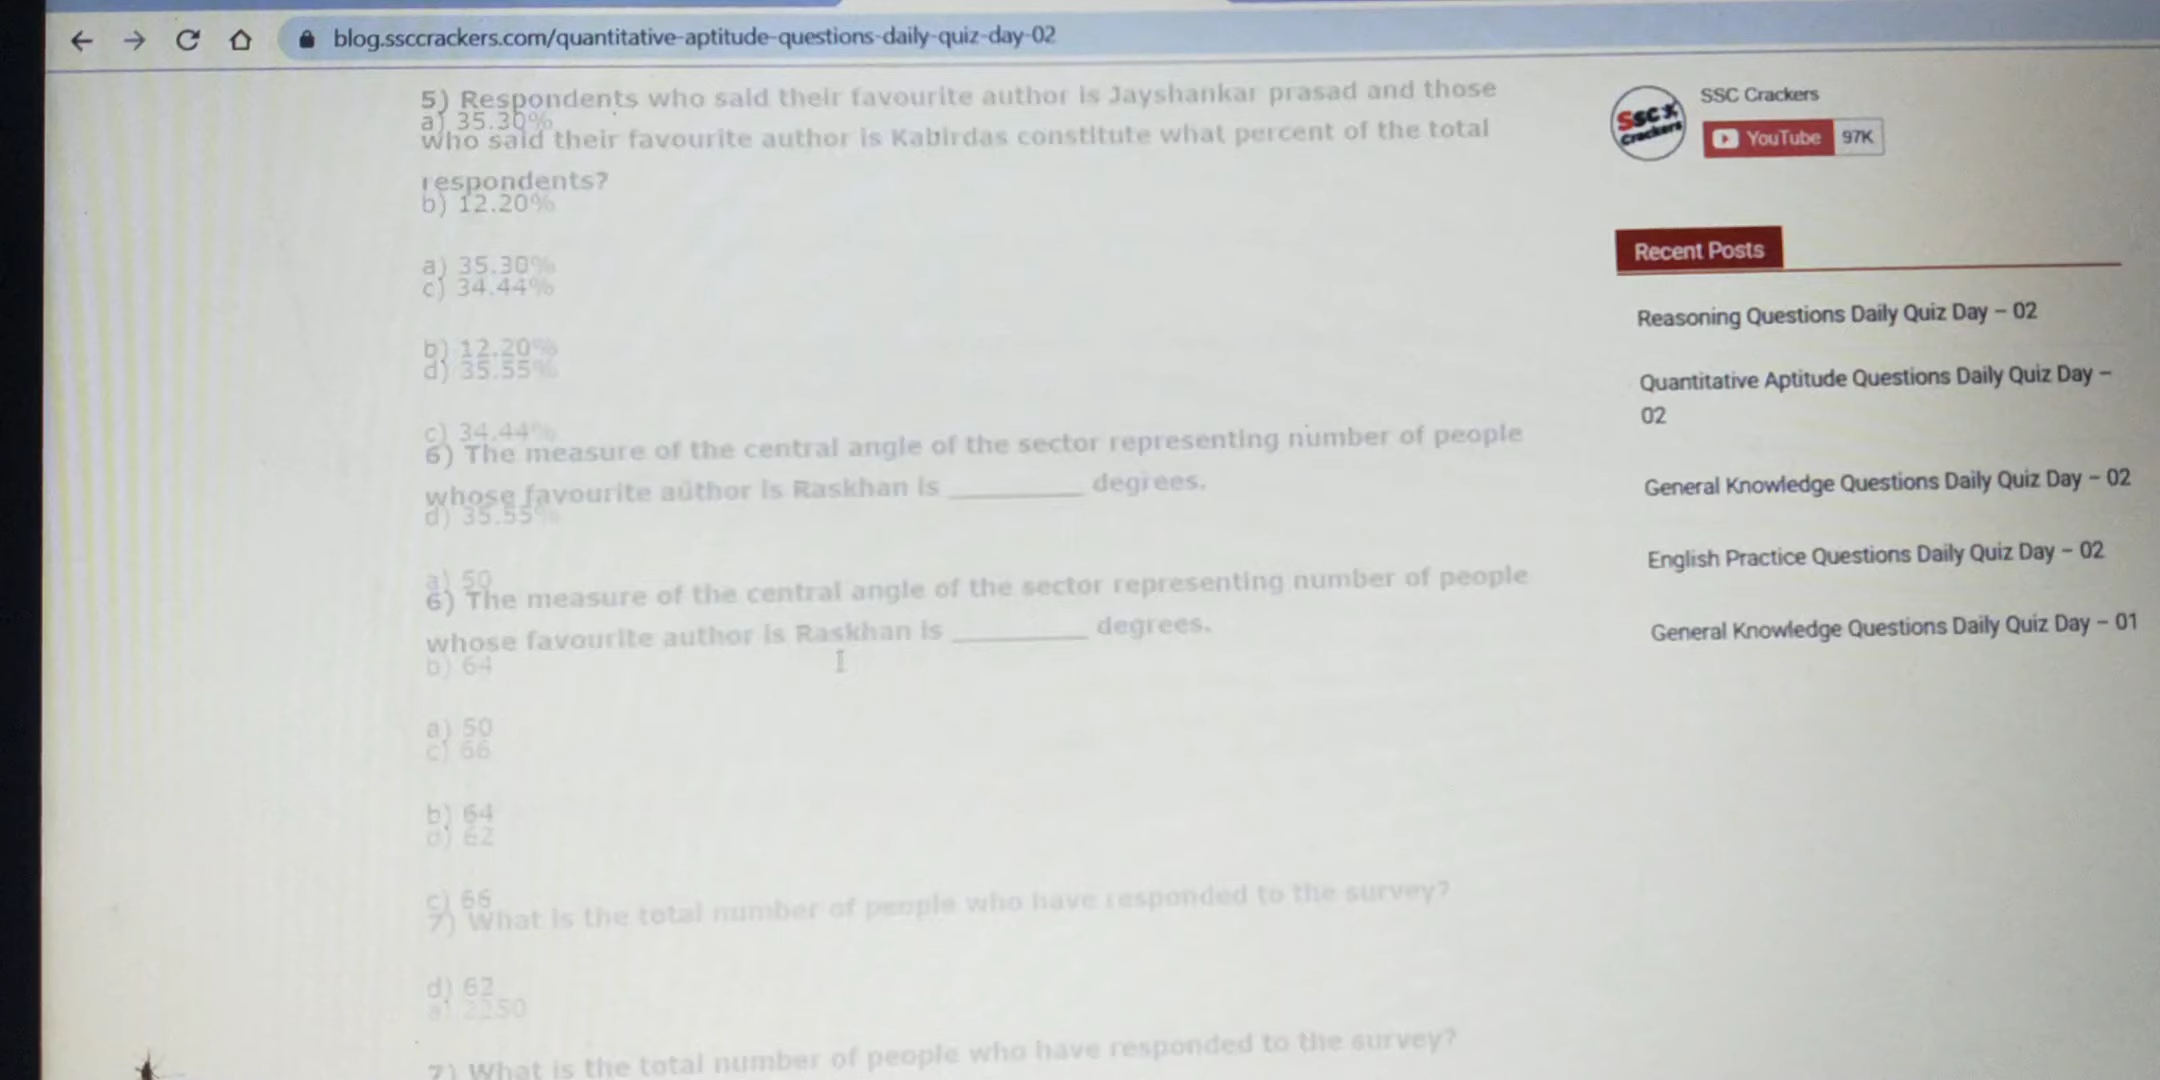 blog.ssccrackers.com/quantitative-aptitude-questions-daily-quiz-day-02
5) Respondents who said their favourite author is Jayshankar prasad and those
a) 35.30%
who said their favourite author is Kabirdas constitute what percent of the total
respondents?
b) 12.20%
a) 35.30%
c) 34.44%
b) 12.20%
d) 35.55%
c) 34.44%
6) The measure of the central angle of the sector representing number of people
whose favourite author is Raskhan is __________ degrees.
d) 35.55%
a) 50
6) The measure of the central angle of the sector representing number of people
whose favourite author is Raskhan is __________ degrees.
b) 64
a) 50
c) 66
b) 64
d) 62
c) 66
7) What is the total number of people who have responded to the survey?
d) 62
a) 2250
7) What is the total number of people who have responded to the survey?
SSC Crackers
SSC Crackers
YouTube 97K
Recent Posts
Reasoning Questions Daily Quiz Day – 02
Quantitative Aptitude Questions Daily Quiz Day –
02
General Knowledge Questions Daily Quiz Day – 02
English Practice Questions Daily Quiz Day – 02
General Knowledge Questions Daily Quiz Day – 01